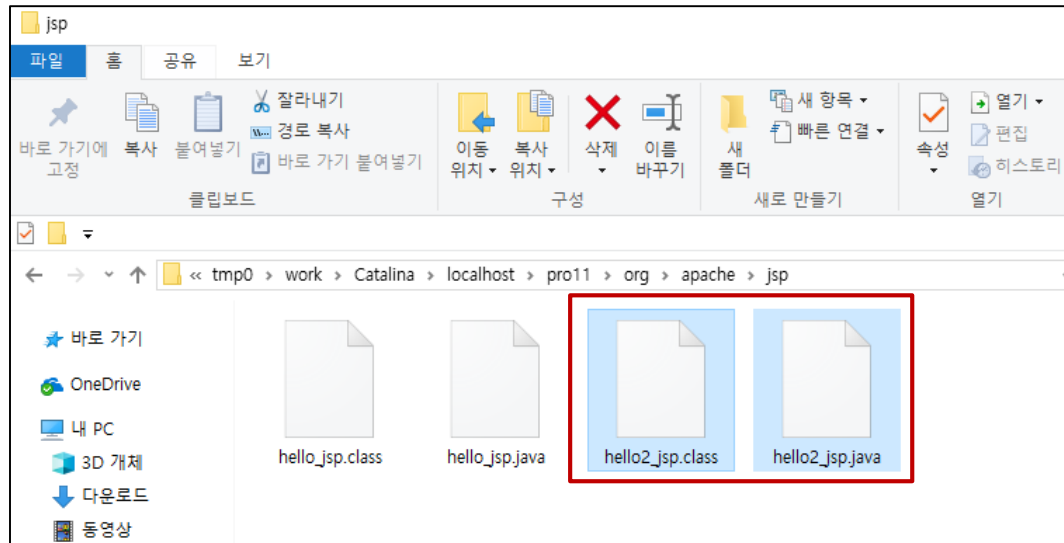 jsp
파일 홈 공유 보기
바로 가기에 고정
복사
붙여넣기
잘라내기
경로 복사
바로 가기 붙여넣기
클립보드
이동 위치
복사 위치
삭제
이름 바꾸기
구성
새 폴더
새 항목
빠른 연결
새로 만들기
속성
열기
편집
히스토리
열기
« tmp0 > work > Catalina > localhost > pro11 > org > apache > jsp
바로 가기
OneDrive
내 PC
3D 개체
다운로드
동영상
hello_jsp.class
hello_jsp.java
hello2_jsp.class
hello2_jsp.java